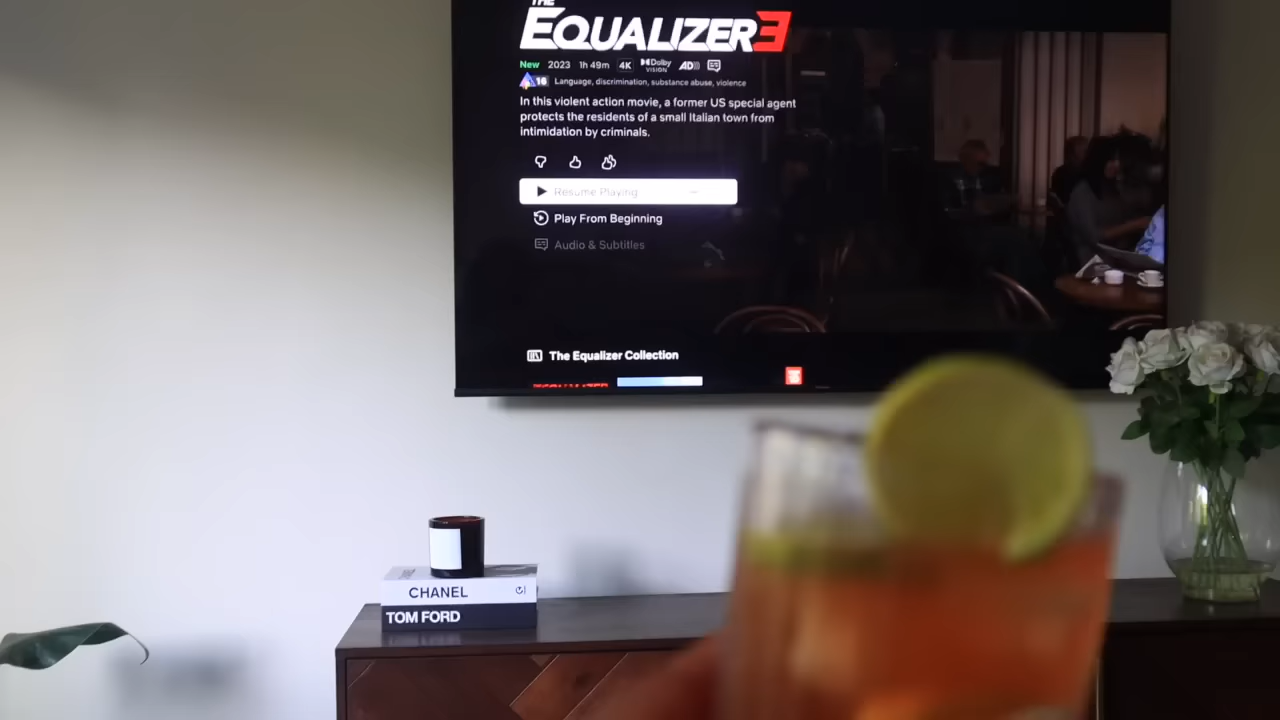 THE
EQUALIZER3
New 2023 1h 49m 4K Dolby VISION AD
16 Language, discrimination, substance abuse, violence
In this violent action movie, a former US special agent
protects the residents of a small Italian town from
intimidation by criminals.
Resume Playing
Play From Beginning
Audio & Subtitles
The Equalizer Collection
CHANEL
TOM FORD